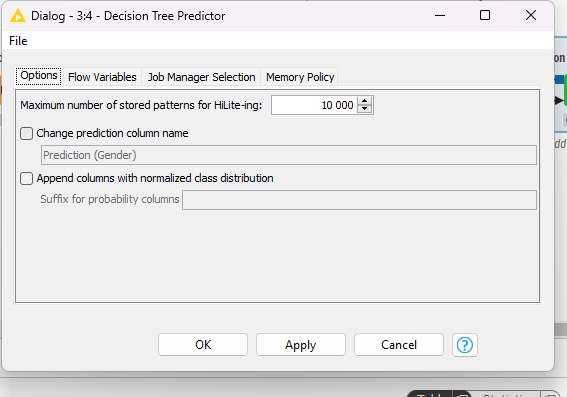 Dialog - 3:4 - Decision Tree Predictor
File
Options Flow Variables Job Manager Selection Memory Policy
Maximum number of stored patterns for HiLite-ing: 10 000
Change prediction column name
Prediction (Gender)
Append columns with normalized class distribution
Suffix for probability columns
OK Apply Cancel ?